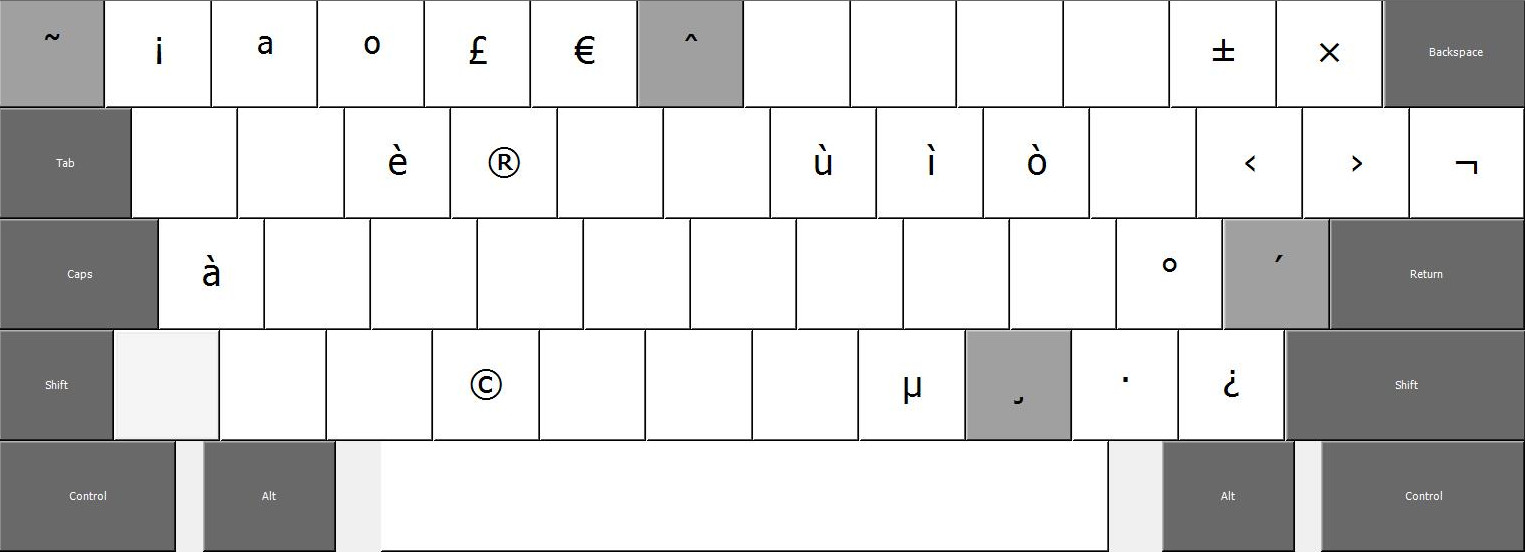 ˜ ¡ ª º £ € ˆ ± × Backspace
Tab è ® ù ì ò ‹ › ¬
Caps à ° ´ Return
Shift © µ ¸ · ¿ Shift
Control Alt Alt Control